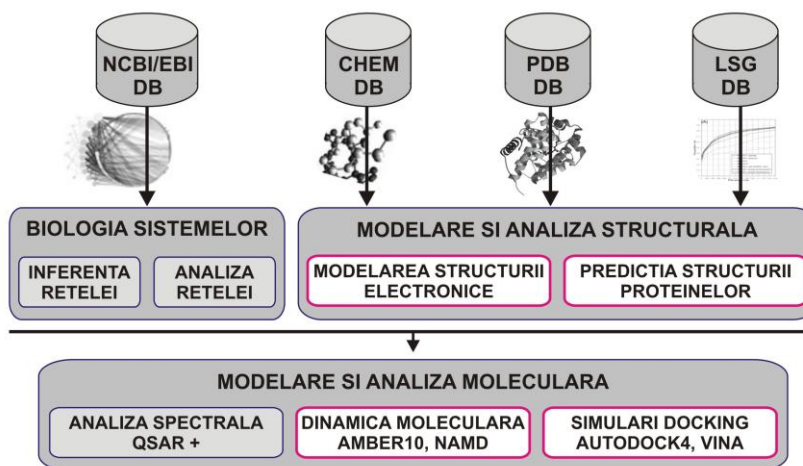 NCBI/EBI
DB
CHEM
DB
PDB
DB
LSG
DB
BIOLOGIA SISTEMELOR
INFERENTA
RETELEI
ANALIZA
RETELEI
MODELARE SI ANALIZA STRUCTURALA
MODELAREA STRUCTURII
ELECTRONICE
PREDICTIA STRUCTURII
PROTEINELOR
MODELARE SI ANALIZA MOLECULARA
ANALIZA SPECTRALA
QSAR +
DINAMICA MOLECULARA
AMBER10, NAMD
SIMULARI DOCKING
AUTODOCK4, VINA